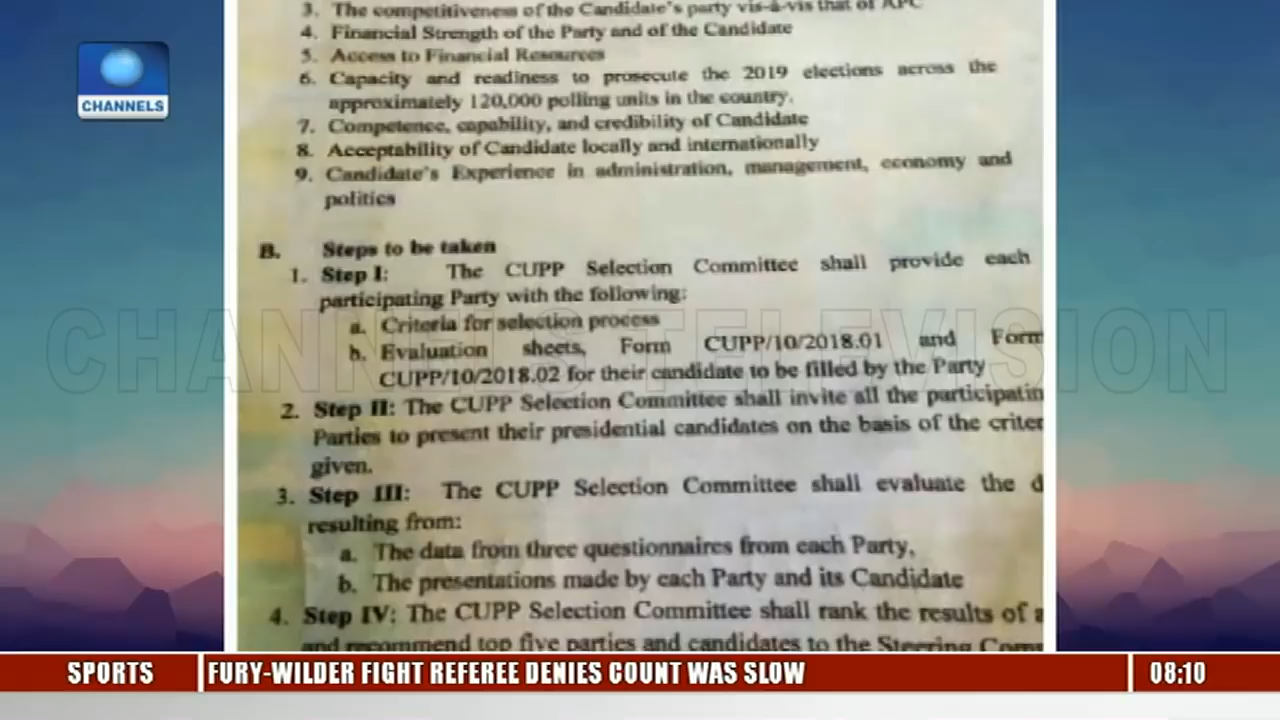 3. The competitiveness of the Candidate's party vis-à-vis that of APC
4. Financial Strength of the Party and of the Candidate
5. Access to Financial Resources
6. Capacity and readiness to prosecute the 2019 elections across the
approximately 120,000 polling units in the country.
7. Competence, capability, and credibility of Candidate
8. Acceptability of Candidate locally and internationally
9. Candidate's Experience in administration, management, economy and
politics
B. Steps to be taken
1. Step I: The CUPP Selection Committee shall provide each
participating Party with the following:
a. Criteria for selection process
b. Evaluation sheets, Form CUPP/10/2018.01 and Form
CUPP/10/2018.02 for their candidate to be filled by the Party
2. Step II: The CUPP Selection Committee shall invite all the participatin
Parties to present their presidential candidates on the basis of the criter
given.
3. Step III: The CUPP Selection Committee shall evaluate the d
resulting from:
a. The data from three questionnaires from each Party,
b. The presentations made by each Party and its Candidate
4. Step IV: The CUPP Selection Committee shall rank the results of a
and recommend top five parties and candidates to the Steering Com
CHANNELS
CHANNELS TELEVISION
SPORTS FURY-WILDER FIGHT REFEREE DENIES COUNT WAS SLOW 08:10